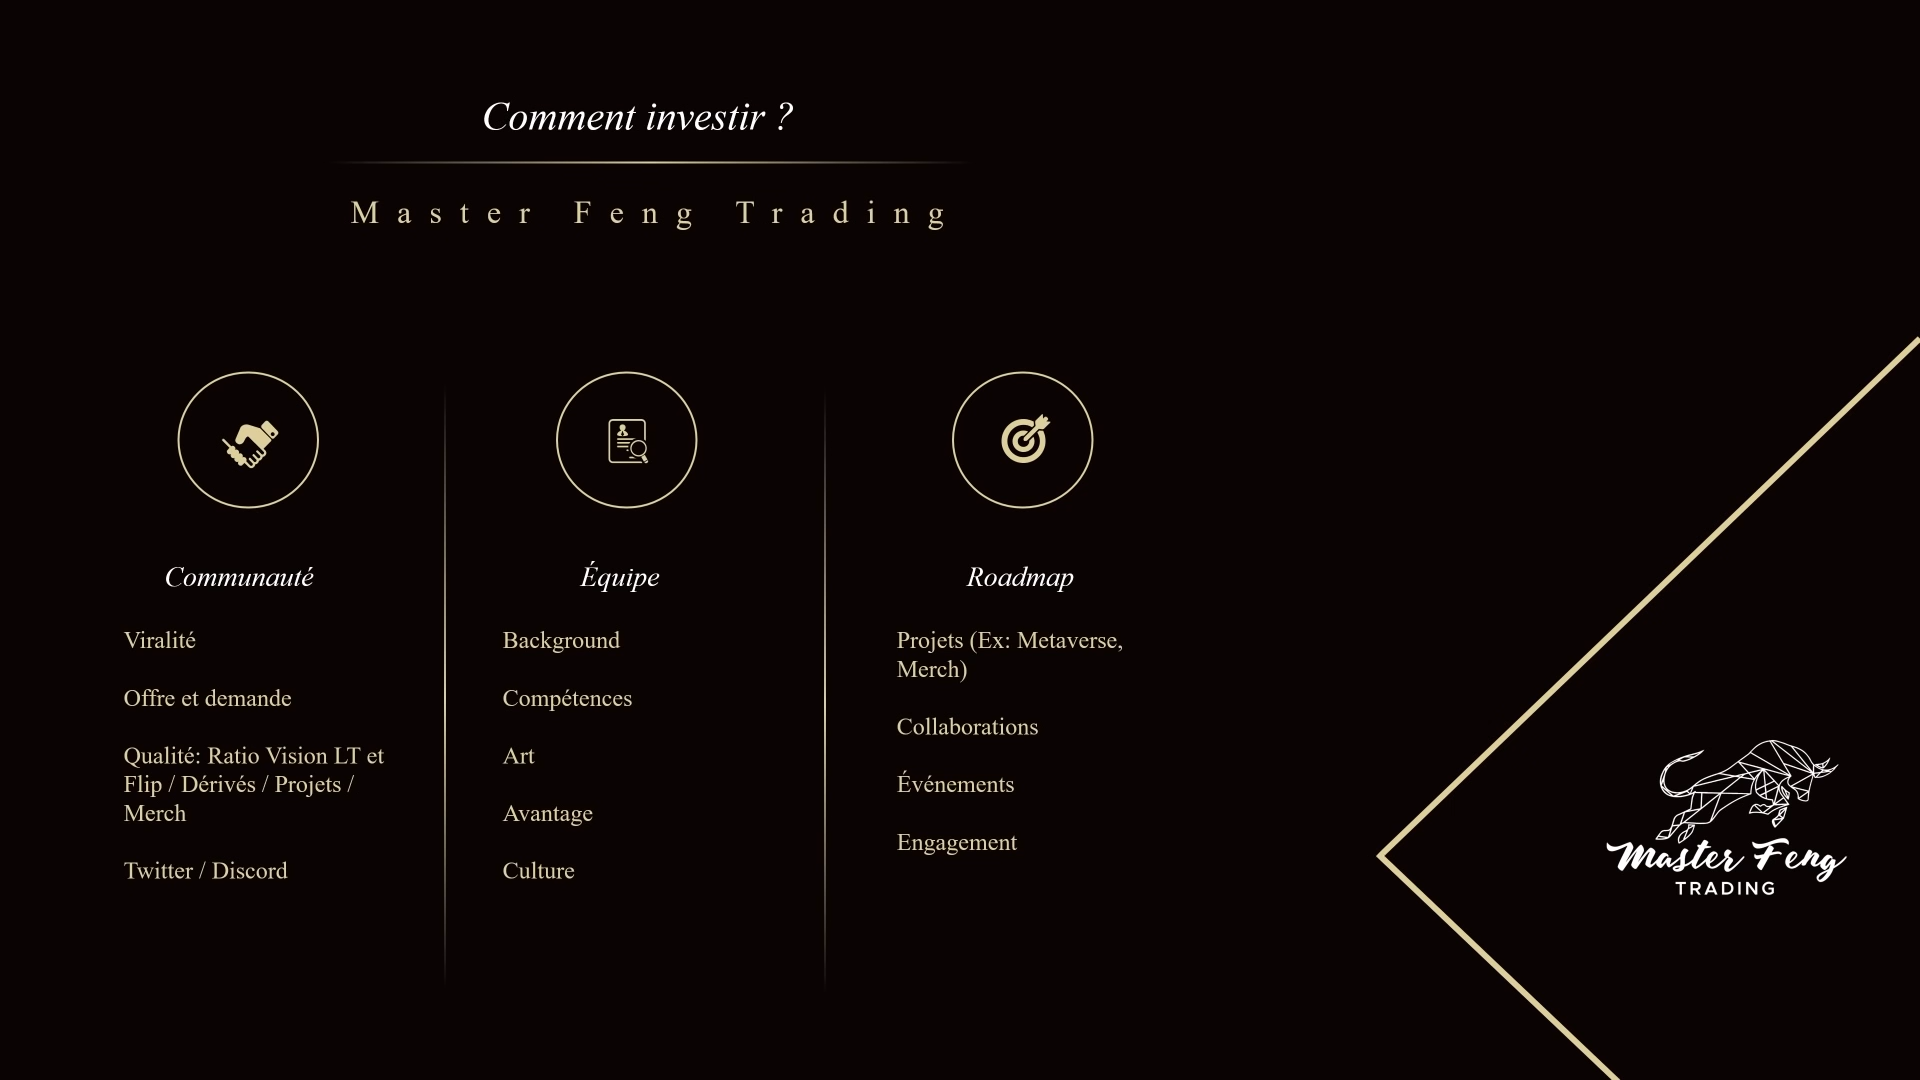 Comment investir ?
Master Feng Trading
Communauté
Viralité
Offre et demande
Qualité: Ratio Vision LT et
Flip / Dérivés / Projets /
Merch
Twitter / Discord
Équipe
Background
Compétences
Art
Avantage
Culture
Roadmap
Projets (Ex: Metaverse,
Merch)
Collaborations
Événements
Engagement
Master Feng
TRADING